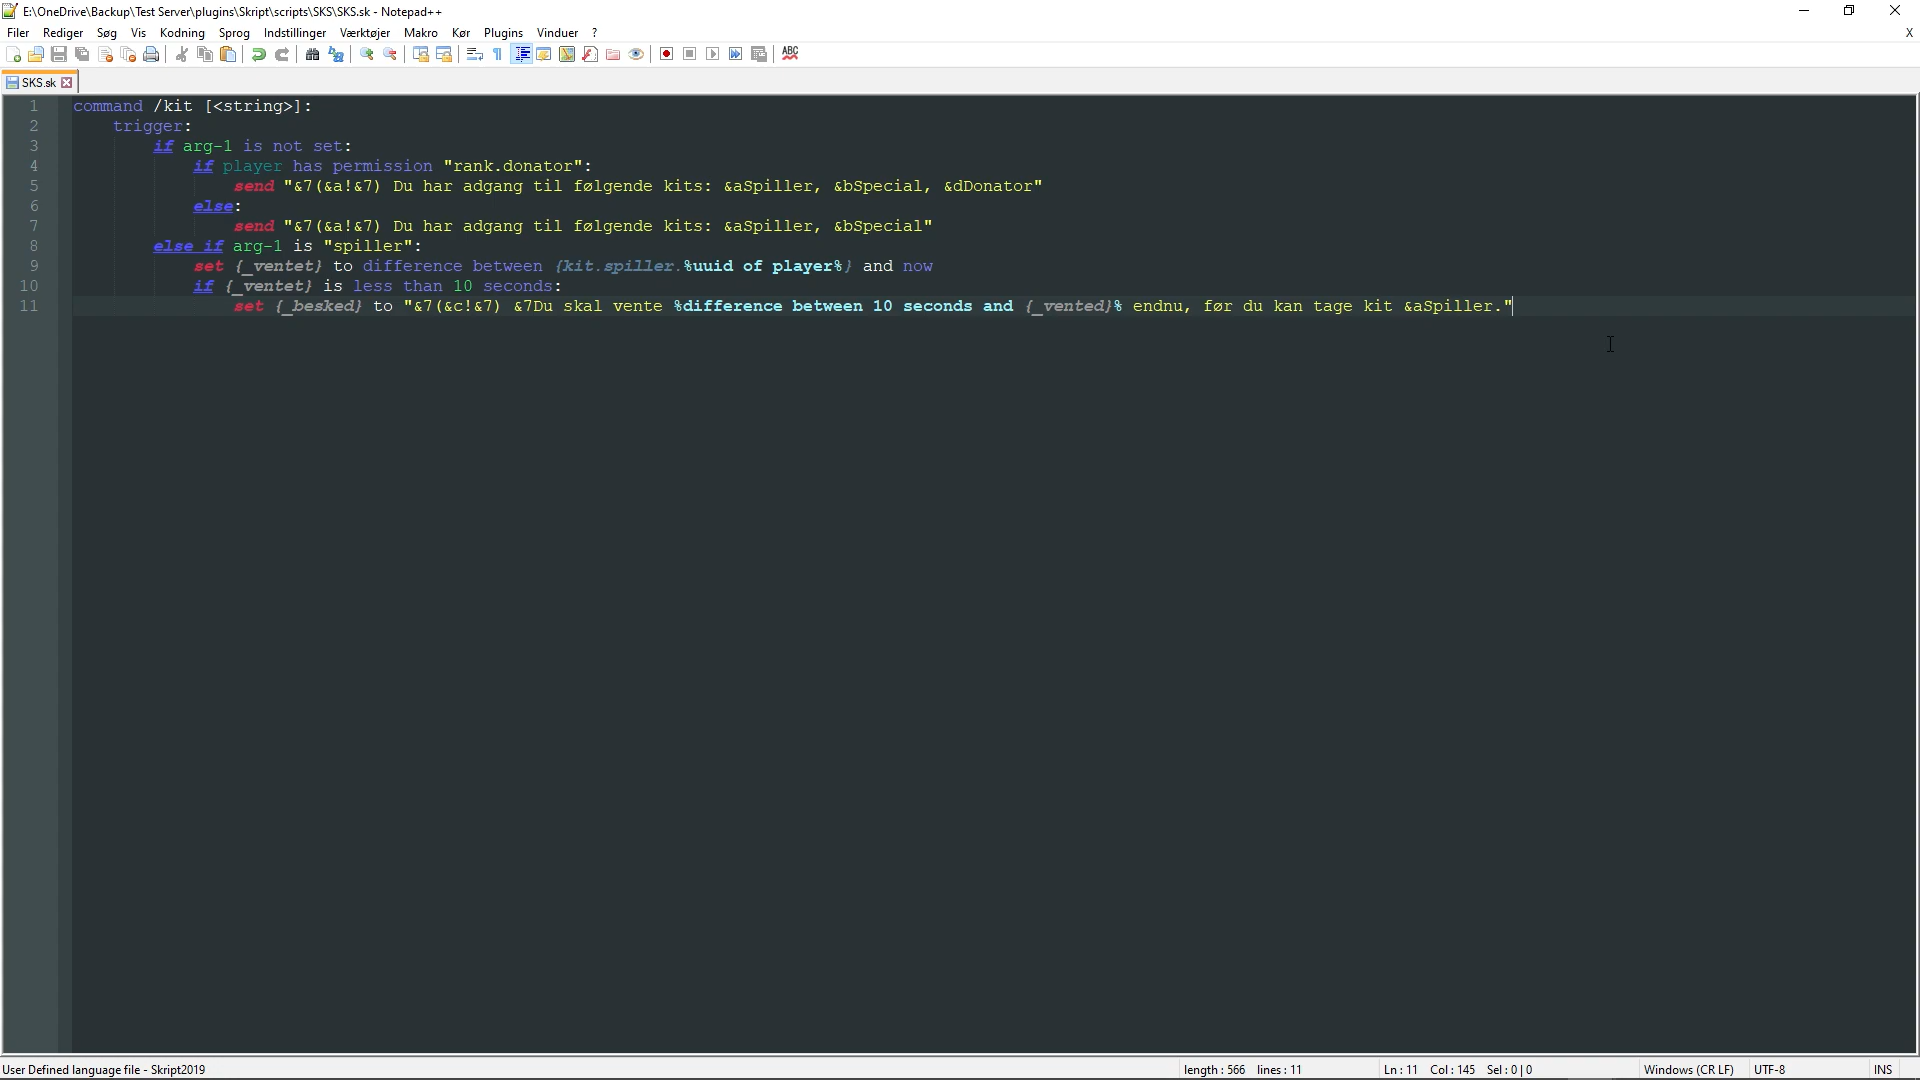 E:\OneDrive\Backup\Test Server\plugins\Skript\scripts\SKS\SKS.sk - Notepad++
Filer Rediger Søg Vis Kodning Sprog Indstillinger Værktøjer Makro Kør Plugins Vinduer ? X
ABC
SKS.sk
1 command /kit [<string>]:
2 trigger:
3 if arg-1 is not set:
4 if player has permission "rank.donator":
5 send "&7(&a!&7) Du har adgang til følgende kits: &aSpiller, &bSpecial, &dDonator"
6 else:
7 send "&7(&a!&7) Du har adgang til følgende kits: &aSpiller, &bSpecial"
8 else if arg-1 is "spiller":
9 set {_ventet} to difference between {kit.spiller.%uuid of player%} and now
10 if {_ventet} is less than 10 seconds:
11 set {_besked} to "&7(&c!&7) &7Du skal vente %difference between 10 seconds and {_vented}% endnu, før du kan tage kit &aSpiller."
User Defined language file - Skript2019 length : 566 lines : 11 Ln : 11 Col : 145 Sel : 0 | 0 Windows (CR LF) UTF-8 INS